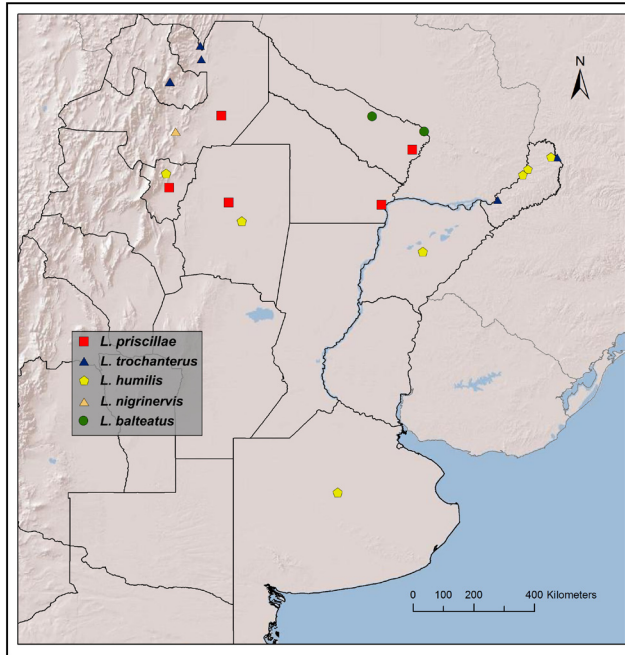 N
L. priscillae
L. trochanterus
L. humilis
L. nigrinervis
L. balteatus
0 100 200 400 Kilometers